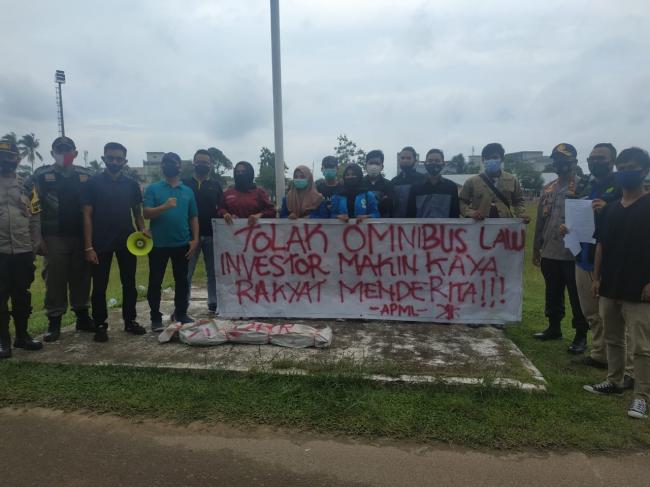 TOLAK OMNIBUS LAW
INVESTOR MAKIN KAYA
RAKYAT MENDERITA!!!
-APML-